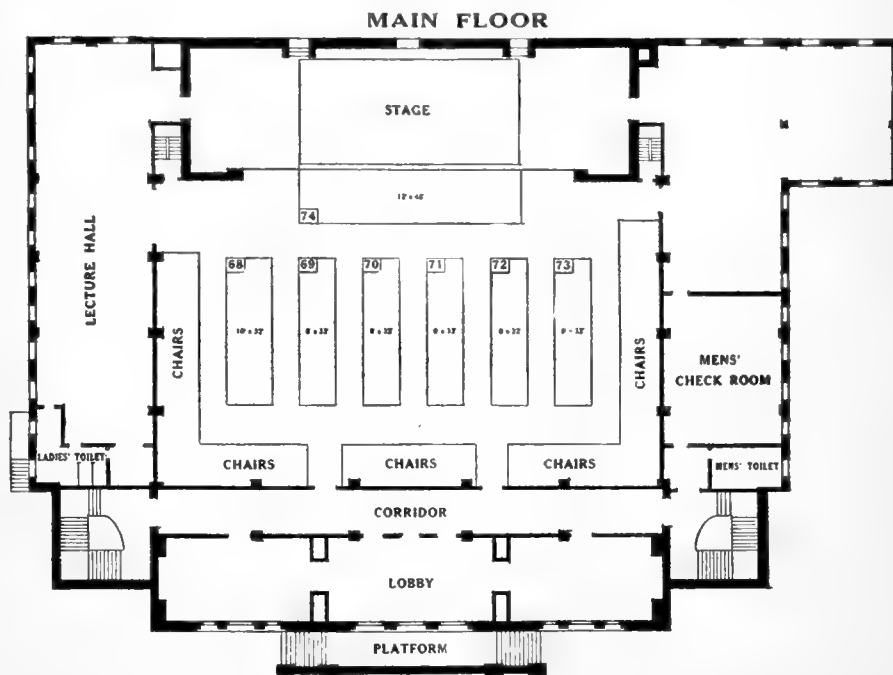 MAIN FLOOR
STAGE
74
68
69
70
71
72
73
LECTURE HALL
CHAIRS
CHAIRS
MENS'
CHECK ROOM
LADIES' TOILET
CHAIRS
CHAIRS
CHAIRS
MENS' TOILET
CORRIDOR
LOBBY
PLATFORM